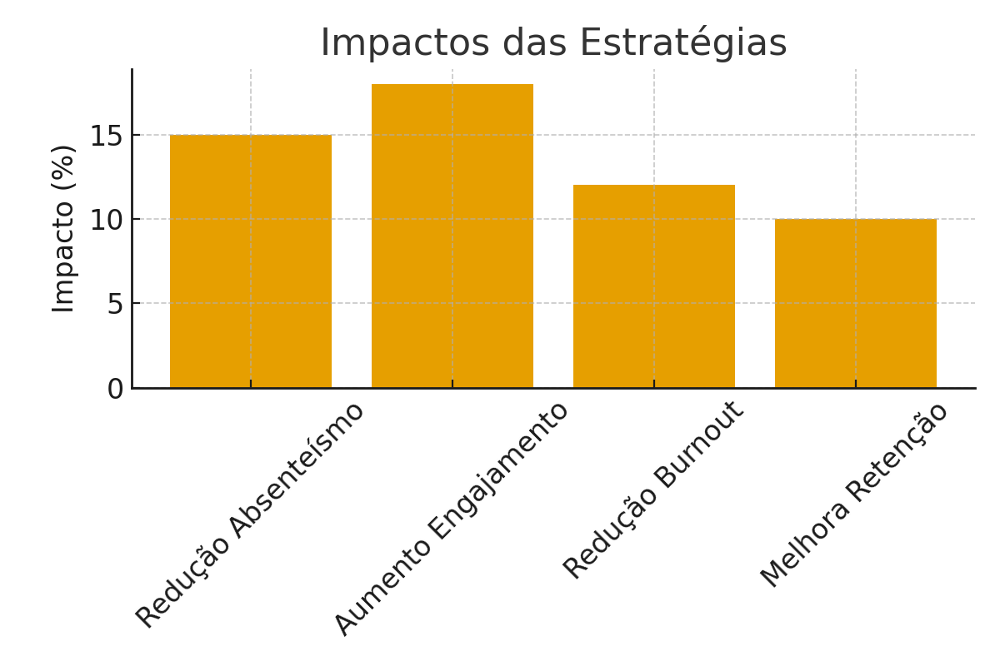 Impactos das Estratégias
Impacto (%)
15
10
5
0
Redução Absenteísmo
Aumento Engajamento
Redução Burnout
Melhora Retenção